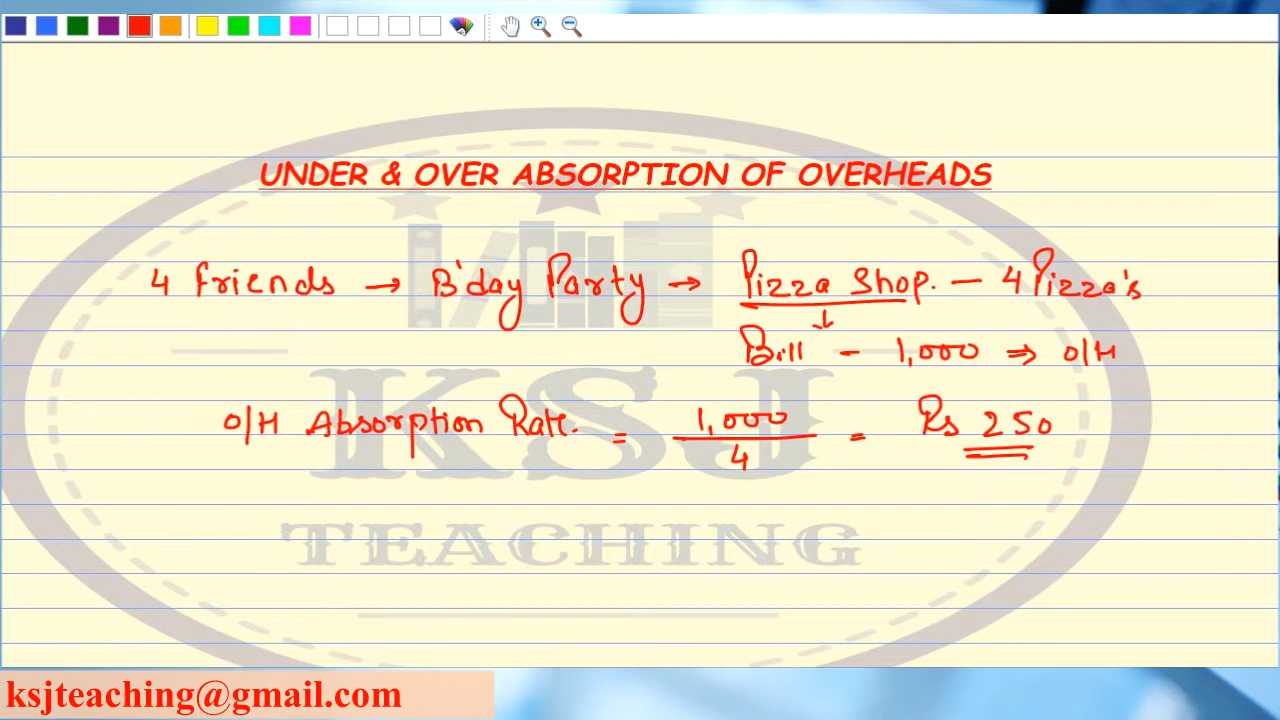 UNDER & OVER ABSORPTION OF OVERHEADS
4 Friends → B'day Party → Pizza Shop. — 4 Pizza's
↓
Bill - 1,000 ⇒ O/H
O/H Absorption Rate. = 1,000 / 4 = Rs 250
KSJ
TEACHING
ksjteaching@gmail.com